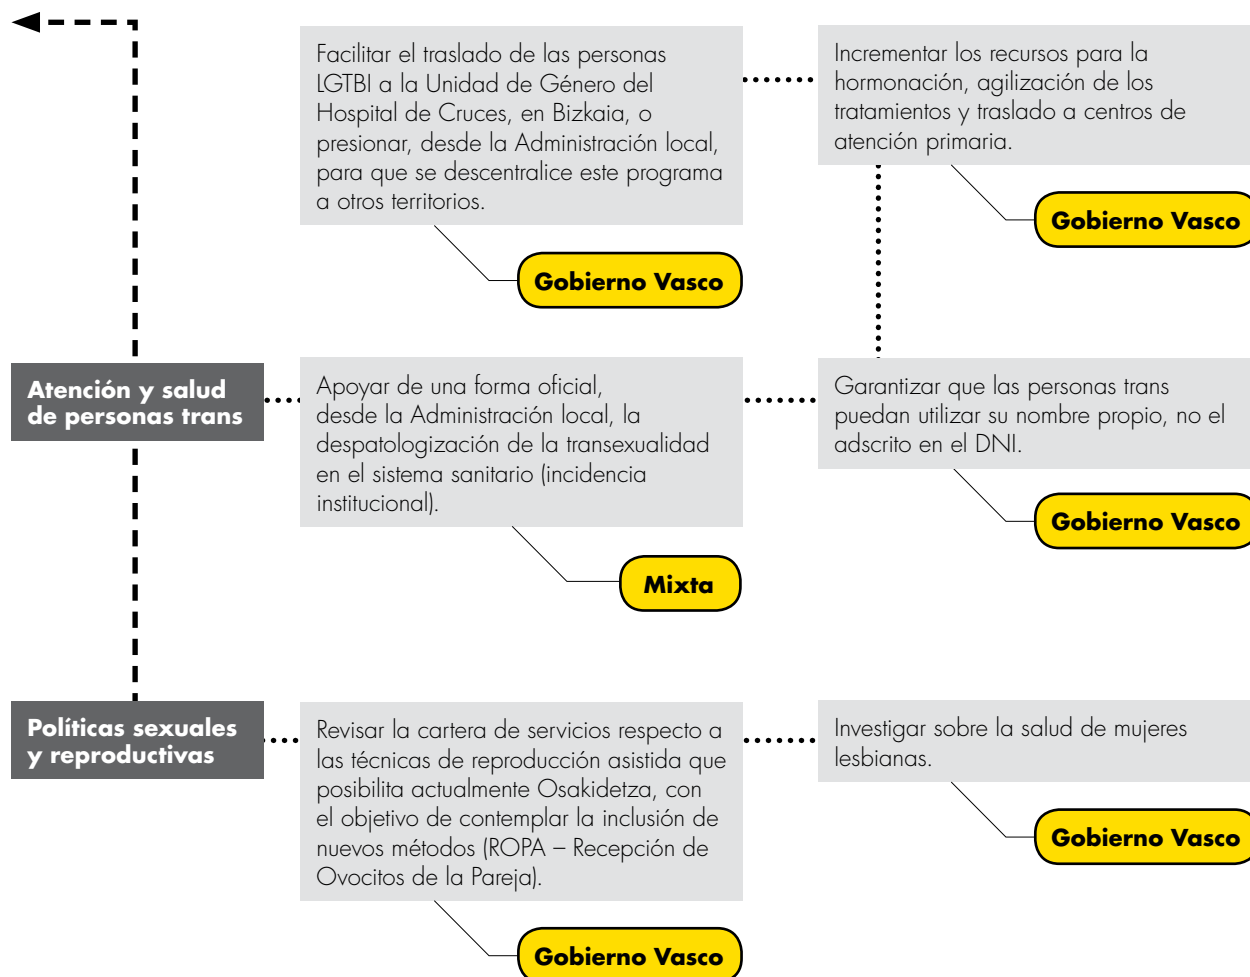 Facilitar el traslado de las personas
LGTBI a la Unidad de Género del
Hospital de Cruces, en Bizkaia, o
presionar, desde la Administración local,
para que se descentralice este programa
a otros territorios.
Gobierno Vasco
Incrementar los recursos para la
hormonación, agilización de los
tratamientos y traslado a centros de
atención primaria.
Gobierno Vasco
Atención y salud
de personas trans
Apoyar de una forma oficial,
desde la Administración local, la
despatologización de la transexualidad
en el sistema sanitario (incidencia
institucional).
Mixta
Garantizar que las personas trans
puedan utilizar su nombre propio, no el
adscrito en el DNI.
Gobierno Vasco
Políticas sexuales
y reproductivas
Revisar la cartera de servicios respecto a
las técnicas de reproducción asistida que
posibilita actualmente Osakidetza, con
el objetivo de contemplar la inclusión de
nuevos métodos (ROPA – Recepción de
Ovocitos de la Pareja).
Gobierno Vasco
Investigar sobre la salud de mujeres
lesbianas.
Gobierno Vasco